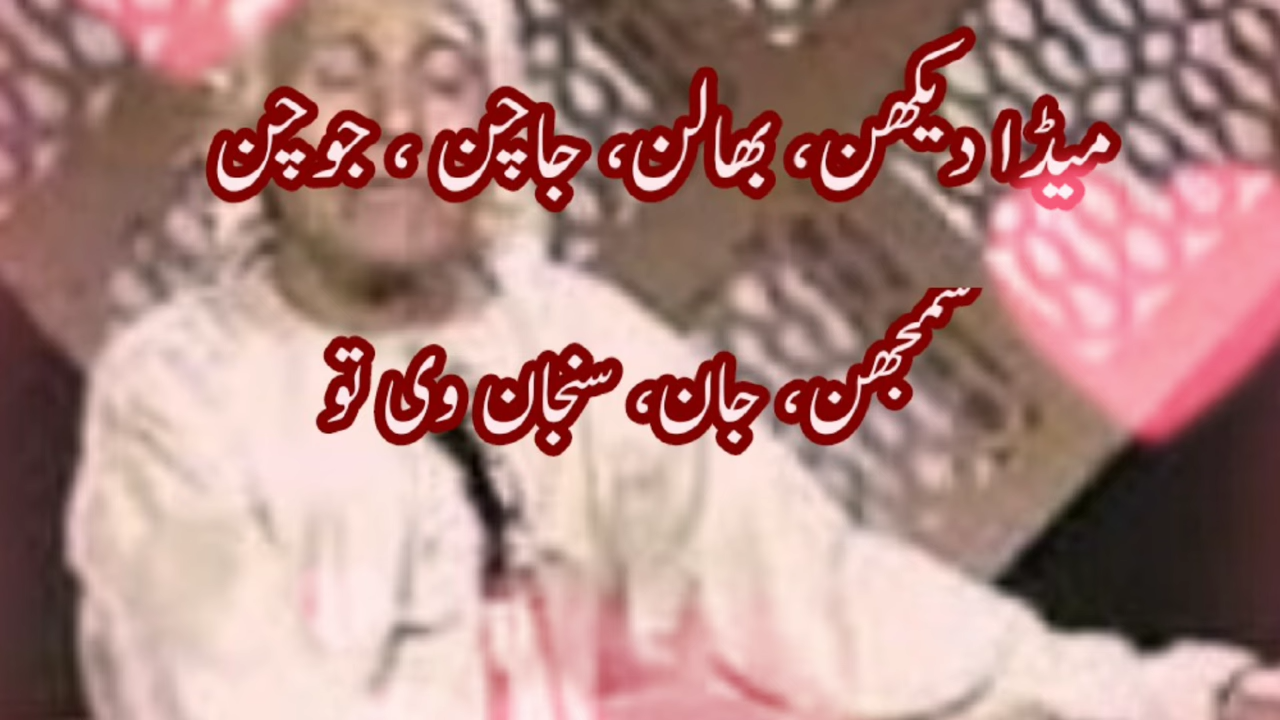 میڈا دیکھن، بھالن، جاچن ، جوچن
سمجھن، جان، سنجان وی تو